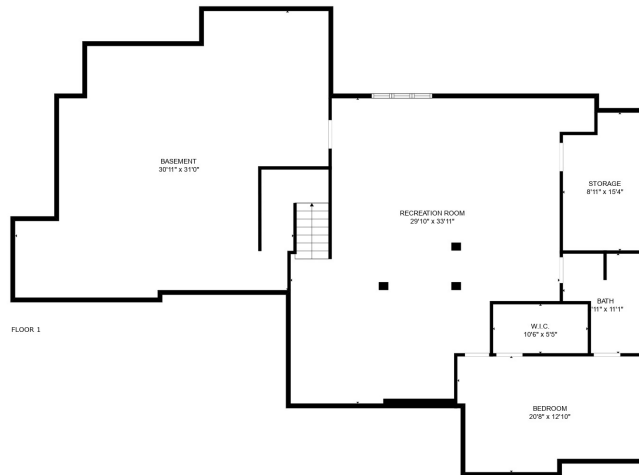 BASEMENT
30'11" x 31'0"
STORAGE
8'11" x 15'4"
RECREATION ROOM
29'10" x 33'11"
BATH
'11" x 11'1"
FLOOR 1
W.I.C.
10'6" x 5'5"
BEDROOM
20'8" x 12'10"